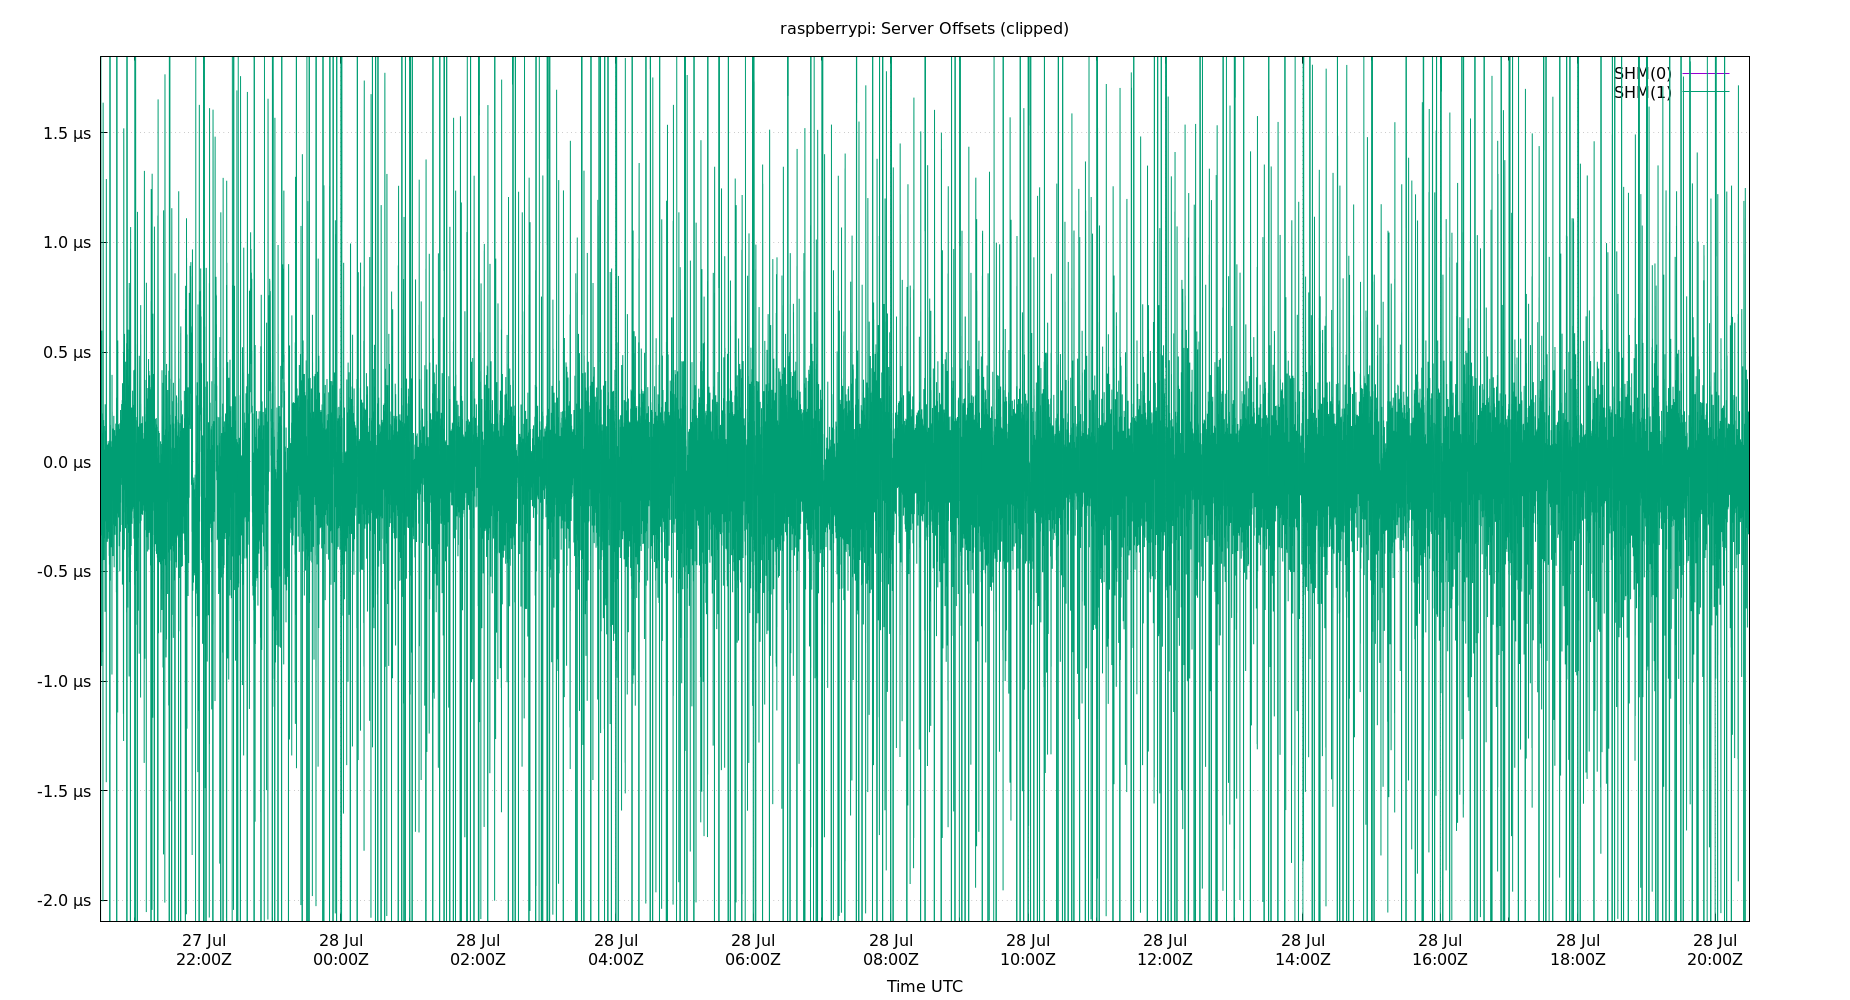 raspberrypi: Server Offsets (clipped)
SHM(0)
SHM(1)
1.5 µs
1.0 µs
0.5 µs
0.0 µs
-0.5 µs
-1.0 µs
-1.5 µs
-2.0 µs
27 Jul 28 Jul 28 Jul 28 Jul 28 Jul 28 Jul 28 Jul 28 Jul 28 Jul 28 Jul 28 Jul 28 Jul
22:00Z 00:00Z 02:00Z 04:00Z 06:00Z 08:00Z 10:00Z 12:00Z 14:00Z 16:00Z 18:00Z 20:00Z
Time UTC